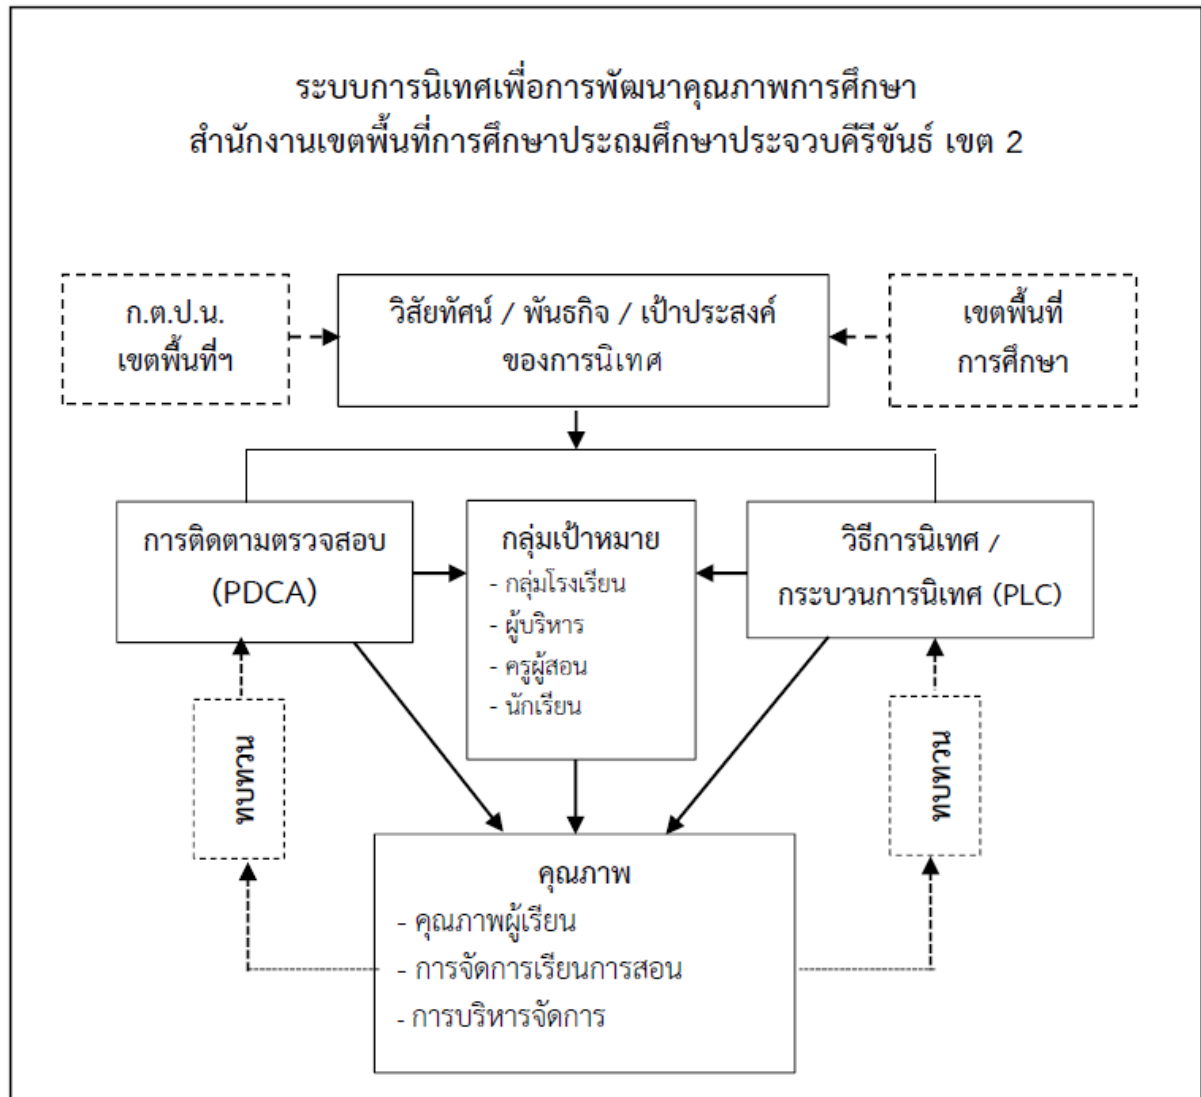 ระบบการนิเทศเพื่อการพัฒนาคุณภาพการศึกษา
สำนักงานเขตพื้นที่การศึกษาประถมศึกษาประจวบคีรีขันธ์ เขต 2
ก.ต.ป.น.
เขตพื้นที่ฯ
วิสัยทัศน์ / พันธกิจ / เป้าประสงค์
ของการนิเทศ
เขตพื้นที่
การศึกษา
การติดตามตรวจสอบ
(PDCA)
กลุ่มเป้าหมาย
- กลุ่มโรงเรียน
- ผู้บริหาร
- ครูผู้สอน
- นักเรียน
วิธีการนิเทศ /
กระบวนการนิเทศ (PLC)
ทบทวน
ทบทวน
คุณภาพ
- คุณภาพผู้เรียน
- การจัดการเรียนการสอน
- การบริหารจัดการ